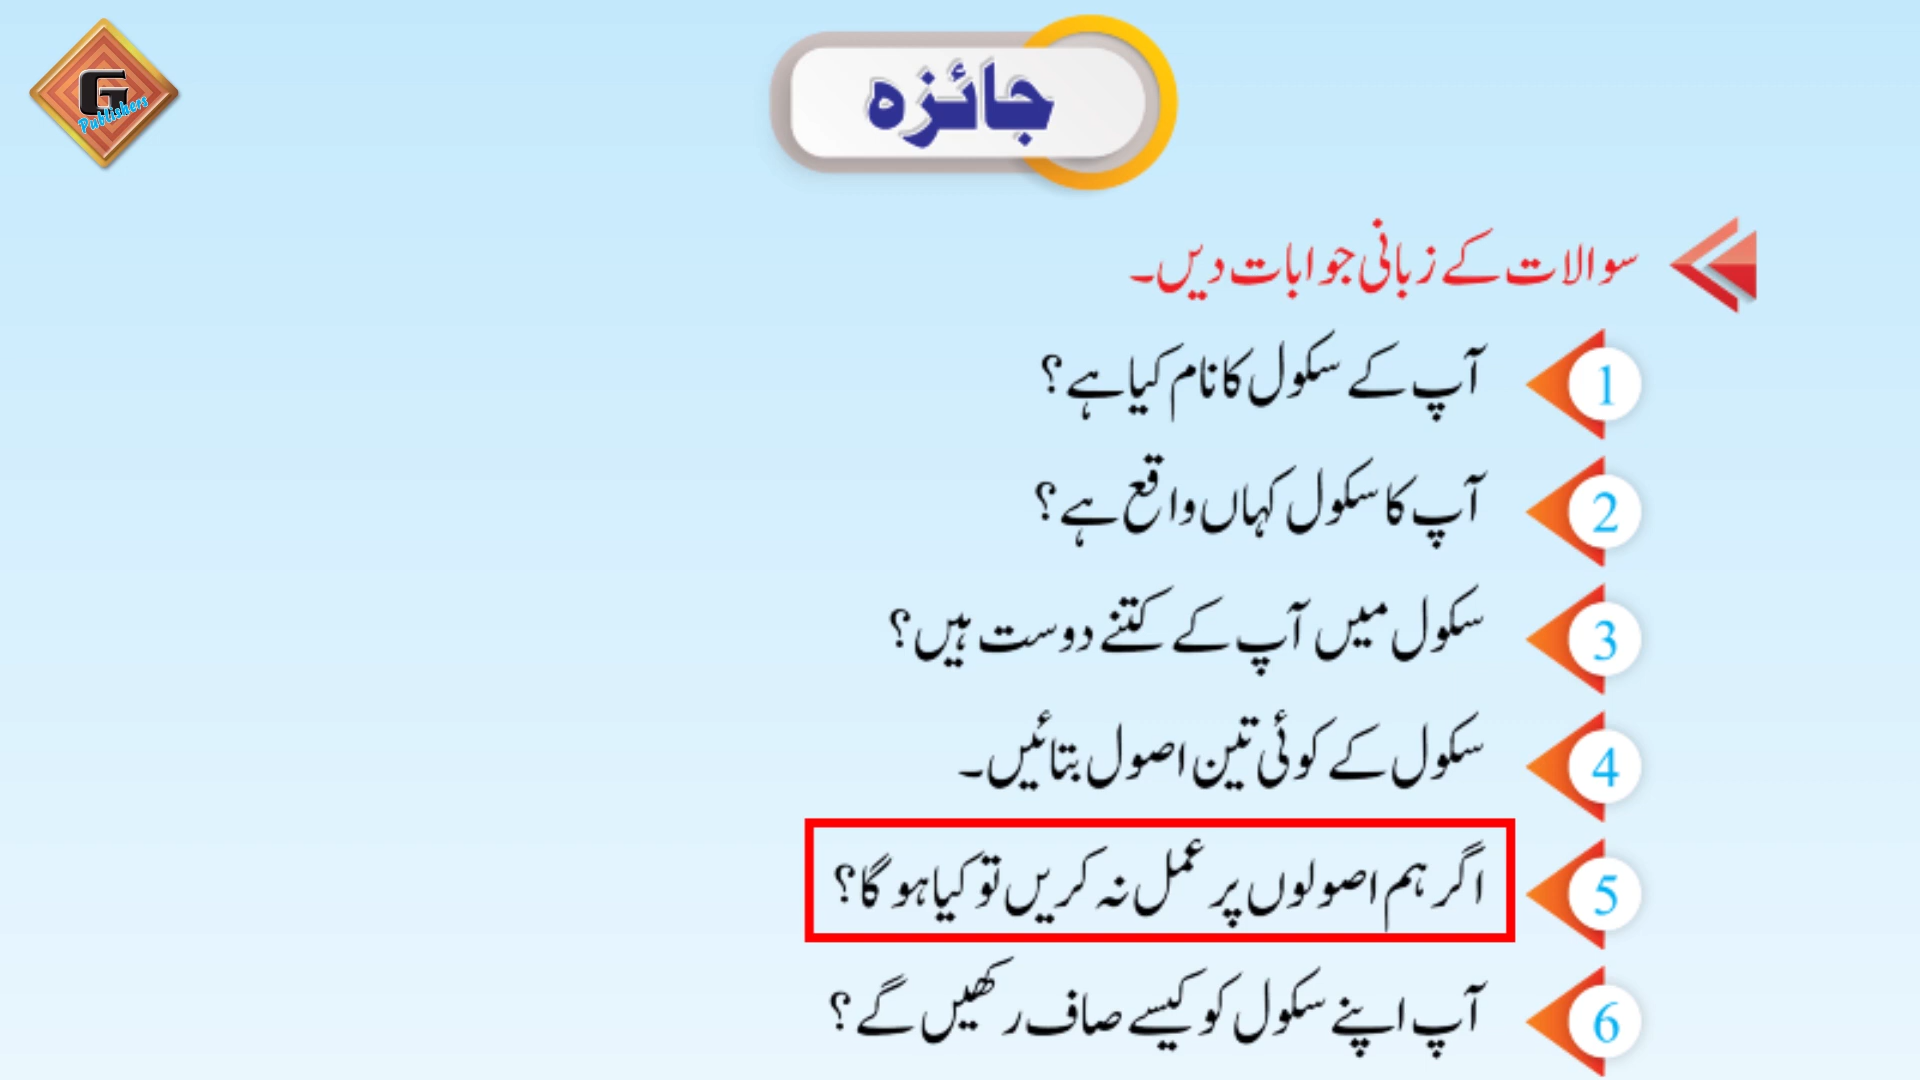 G
Publishers
جائزہ
سوالات کے زبانی جوابات دیں۔
1 آپ کے سکول کا نام کیا ہے؟
2 آپ کا سکول کہاں واقع ہے؟
3 سکول میں آپ کے کتنے دوست ہیں؟
4 سکول کے کوئی تین اصول بتائیں۔
5 اگر ہم اصولوں پر عمل نہ کریں تو کیا ہو گا؟
6 آپ اپنے سکول کو کیسے صاف رکھیں گے؟